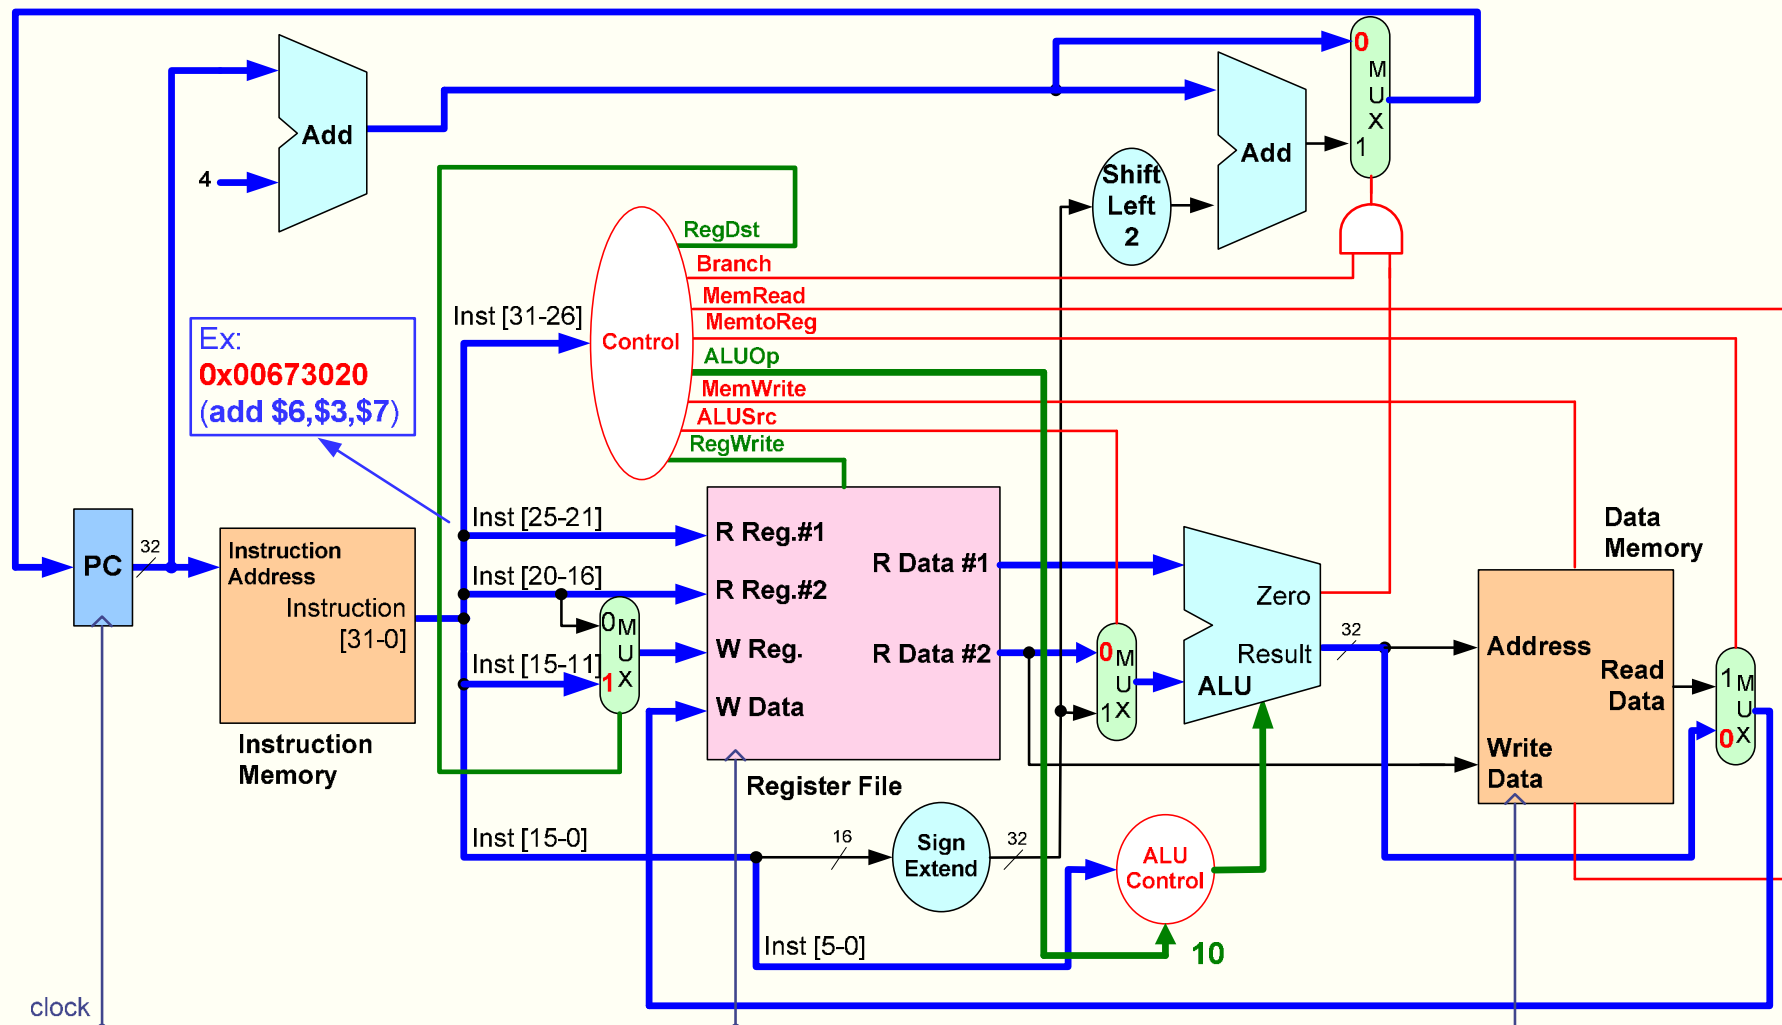 0
M
U
X
1
Add
4
Add
Shift
Left
2
RegDst
Branch
MemRead
MemtoReg
ALUOp
MemWrite
ALUSrc
RegWrite
Control
Inst [31-26]
Ex:
0x00673020
(add $6,$3,$7)
PC
32
Instruction
Address
Instruction
[31-0]
Instruction
Memory
Inst [25-21]
Inst [20-16]
Inst [15-11]
0
M
U
1 X
R Reg.#1
R Reg.#2
W Reg.
W Data
R Data #1
R Data #2
Register File
0 M
U
1 X
Zero
Result
ALU
32
Data
Memory
Address
Read
Data
Write
Data
1 M
U
0 X
Inst [15-0]
16
Sign
Extend
32
ALU
Control
Inst [5-0]
10
clock